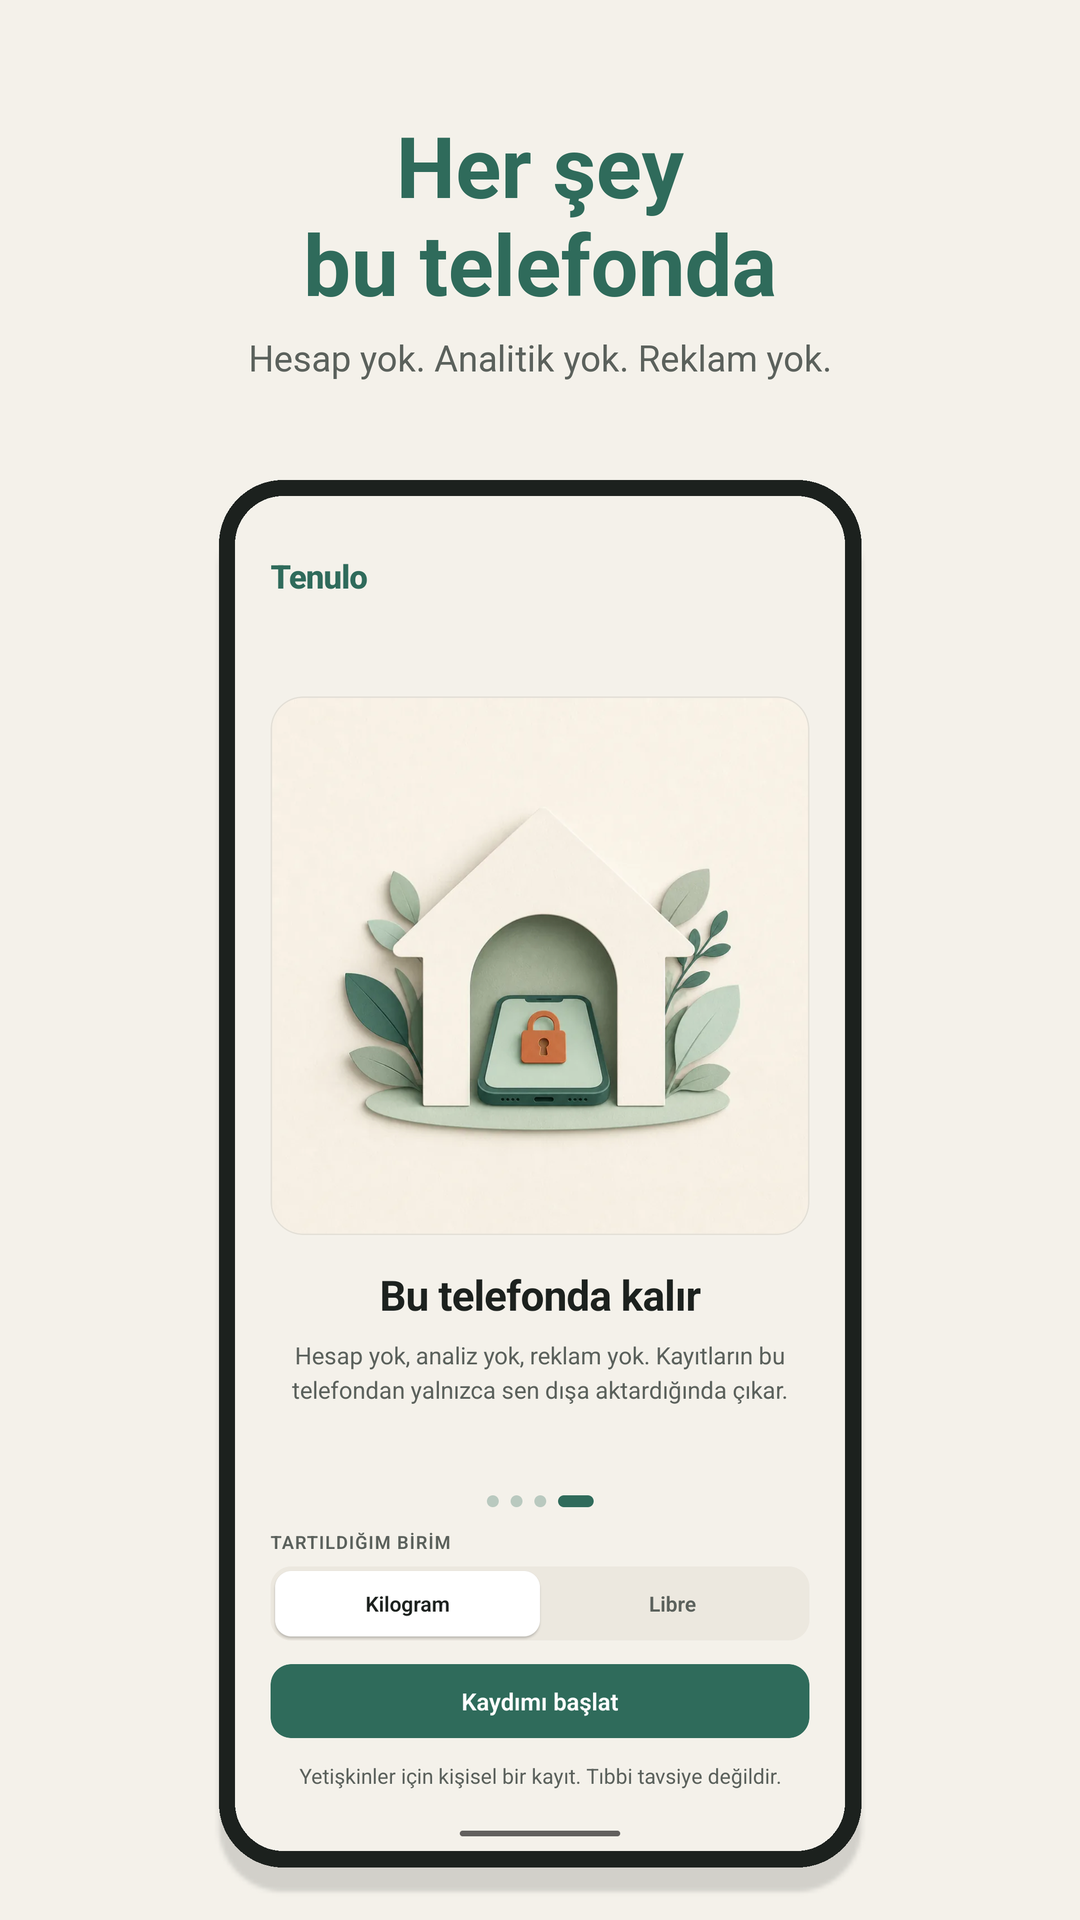 Her şey
bu telefonda
Hesap yok. Analitik yok. Reklam yok.
Tenulo
Bu telefonda kalır
Hesap yok, analiz yok, reklam yok. Kayıtların bu
telefondan yalnızca sen dışa aktardığında çıkar.
TARTILDIĞIM BİRİM
Kilogram
Libre
Kaydımı başlat
Yetişkinler için kişisel bir kayıt. Tıbbi tavsiye değildir.